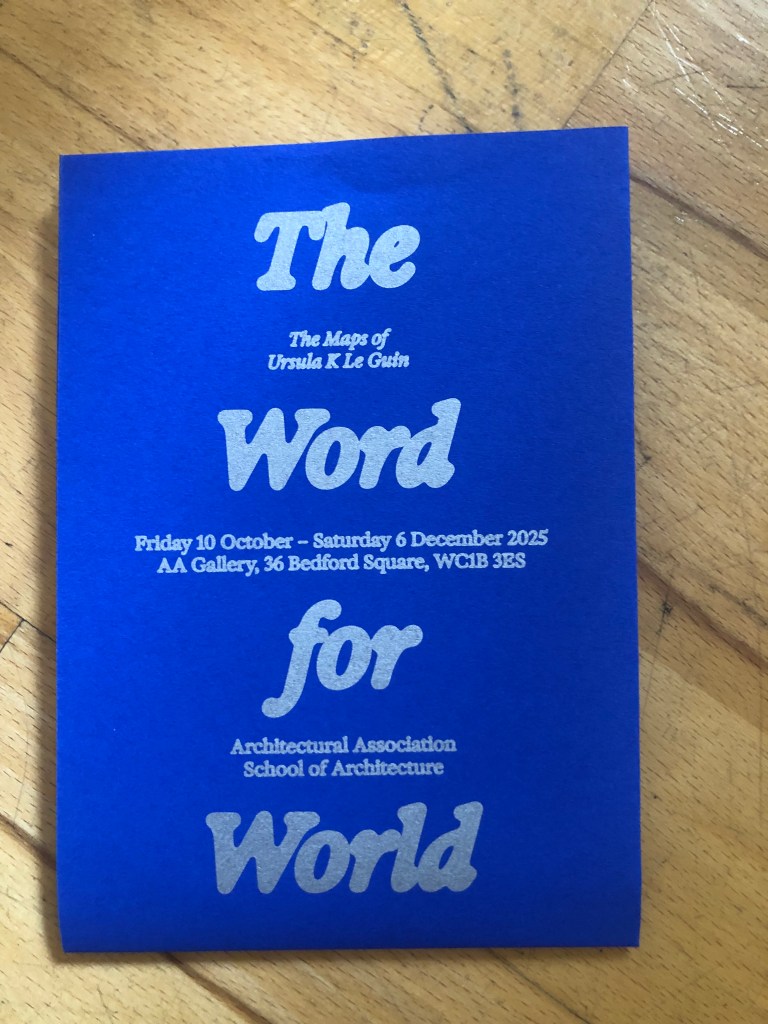 The
The Maps of
Ursula K Le Guin
Word
Friday 10 October – Saturday 6 December 2025
AA Gallery, 36 Bedford Square, WC1B 3ES
for
Architectural Association
School of Architecture
World